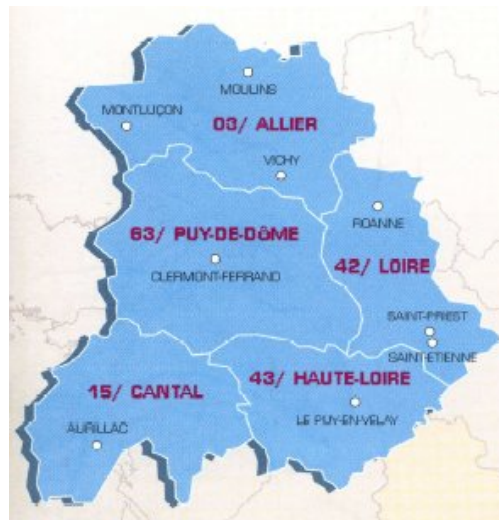 MOULINS
MONTLUÇON
03/ ALLIER
VICHY
ROANNE
63/ PUY-DE-DôME
42/ LOIRE
CLERMONT-FERRAND
SAINT-PRIEST
SAINT-ETIENNE
43/ HAUTE-LOIRE
15/ CANTAL
LE PUY-EN-VELAY
AURILLAC